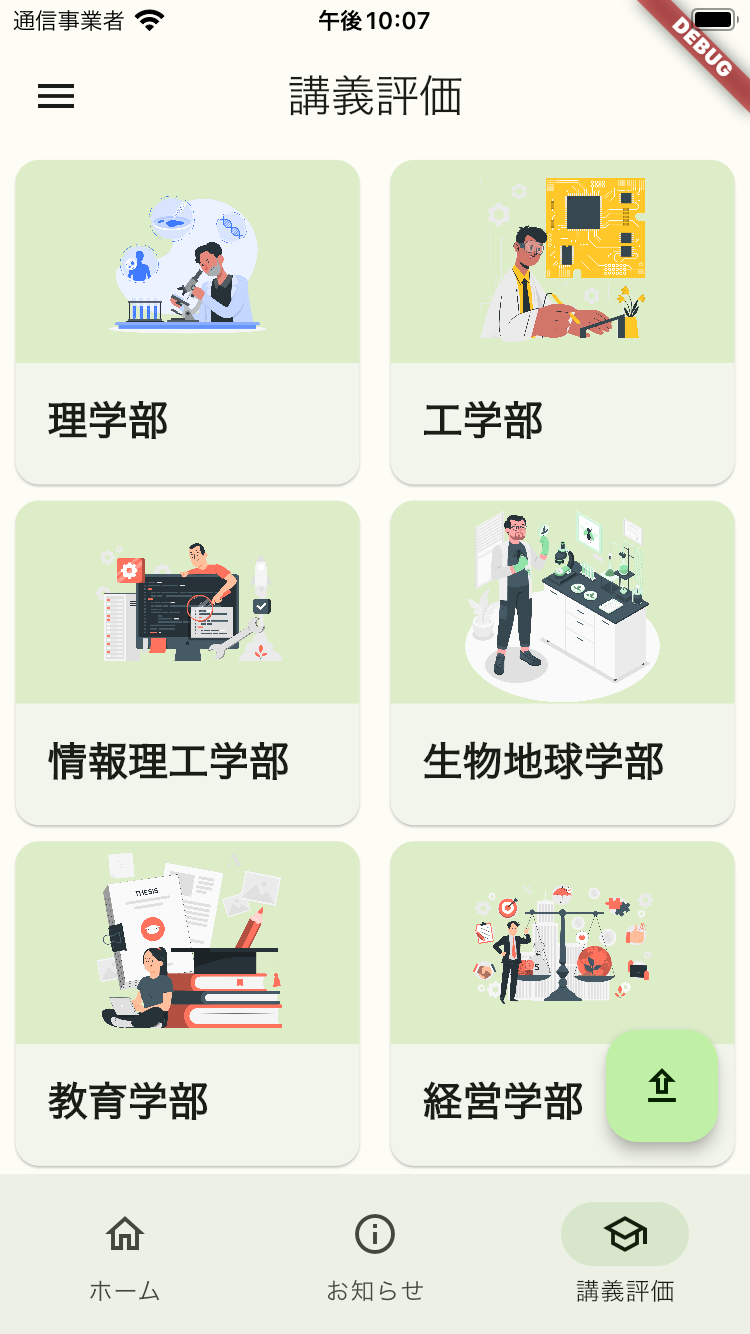 通信事業者
午後10:07
DEBUG
講義評価
理学部
工学部
情報理工学部
生物地球学部
THESIS
教育学部
経営学部
ホーム
お知らせ
講義評価